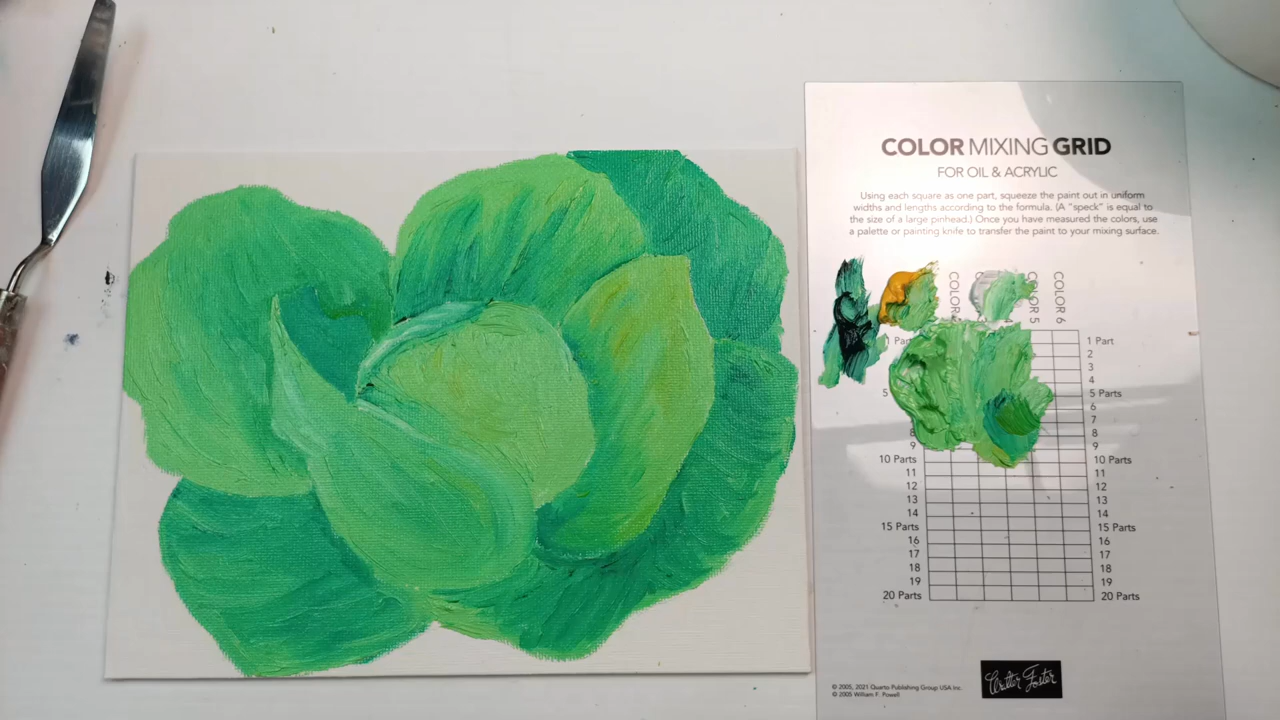 COLOR MIXING GRID
FOR OIL & ACRYLIC
Using each square as one part, squeeze the paint out in uniform
widths and lengths according to the formula. (A "speck" is equal to
the size of a large pinhead.) Once you have measured the colors, use
a palette or painting knife to transfer the paint to your mixing surface.
COLOR
COLOR 5
COLOR 6
1 Part
2
3
4
5
5 Parts
6
7
8
8
9
9
10 Parts
10 Parts
11
11
12
12
13
13
14
14
15 Parts
15 Parts
16
16
17
17
18
18
19
19
20 Parts
20 Parts
© 2005, 2021 Quarto Publishing Group USA Inc.
© 2005 William F. Powell
Walter Foster